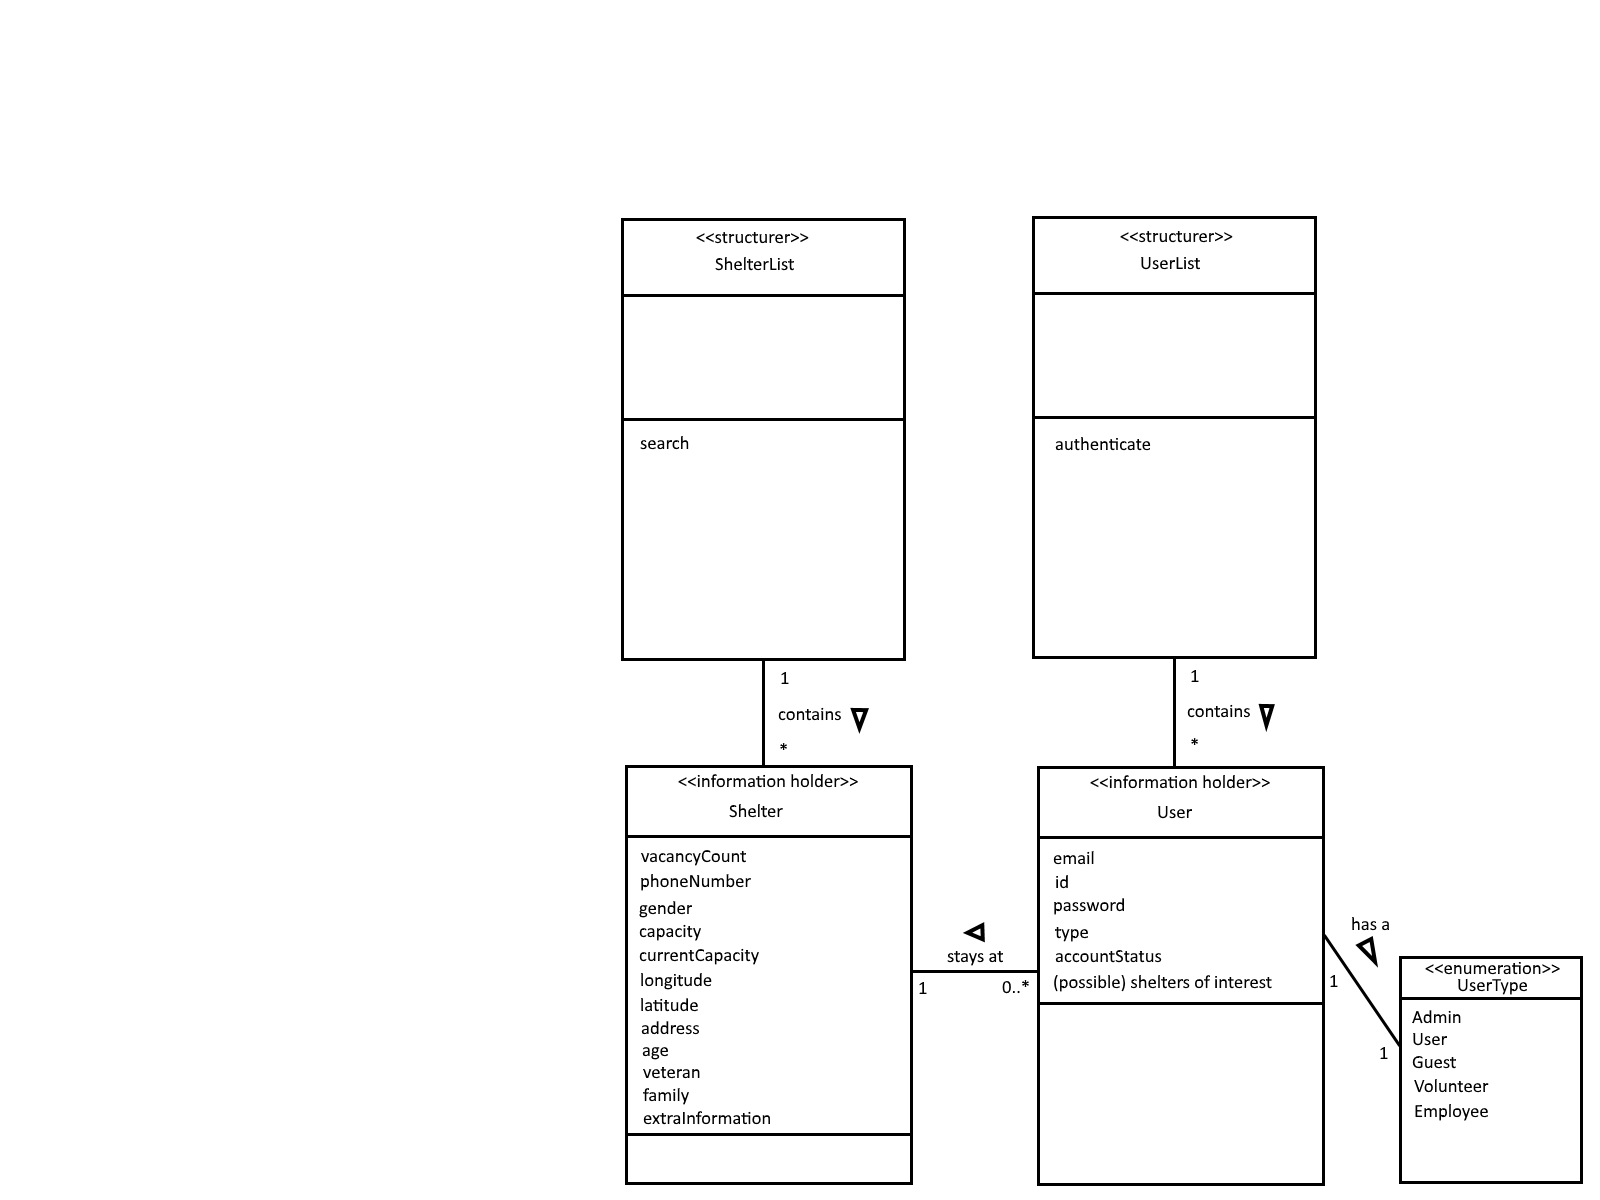 <<structurer>>
ShelterList
search
<<structurer>>
UserList
authenticate
1
contains
*
1
contains
*
<<information holder>>
Shelter
vacancyCount
phoneNumber
gender
capacity
currentCapacity
longitude
latitude
address
age
veteran
family
extraInformation
stays at
1
0..*
<<information holder>>
User
email
id
password
type
accountStatus
(possible) shelters of interest
has a
1
1
<<enumeration>>
UserType
Admin
User
Guest
Volunteer
Employee